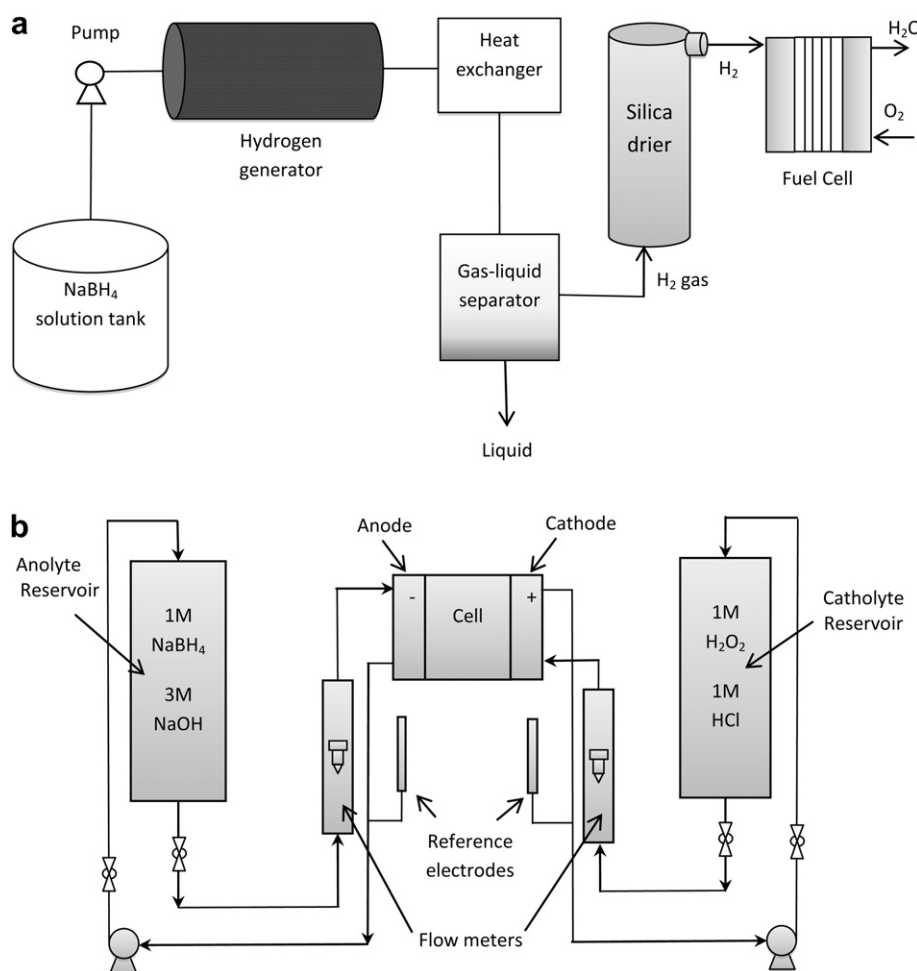 a
Pump
Heat
exchanger
Hydrogen
generator
NaBH₄
solution tank
Gas-liquid
separator
Liquid
H₂ gas
Silica
drier
H₂
H₂O
O₂
Fuel Cell
b
Anolyte
Reservoir
1M
NaBH₄
3M
NaOH
Anode
Cathode
-
Cell
+
Reference
electrodes
Flow meters
1M
H₂O₂
1M
HCl
Catholyte
Reservoir